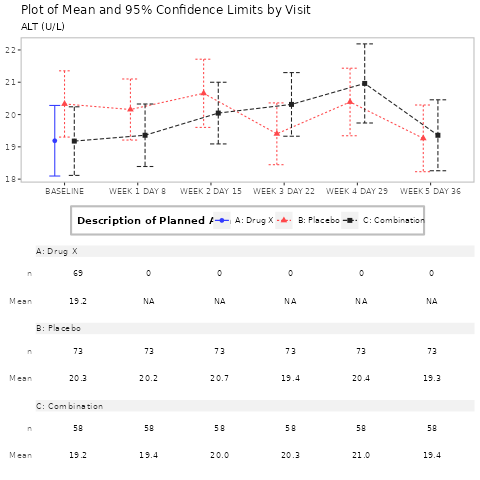 Plot of Mean and 95% Confidence Limits by Visit
ALT (U/L)
22
21
20
19
18
BASELINE WEEK 1 DAY 8 WEEK 2 DAY 15 WEEK 3 DAY 22 WEEK 4 DAY 29 WEEK 5 DAY 36
Description of Planned A: Drug X B: Placebo C: Combination
A: Drug X
n 69 0 0 0 0 0
Mean 19.2 NA NA NA NA NA
B: Placebo
n 73 73 73 73 73 73
Mean 20.3 20.2 20.7 19.4 20.4 19.3
C: Combination
n 58 58 58 58 58 58
Mean 19.2 19.4 20.0 20.3 21.0 19.4